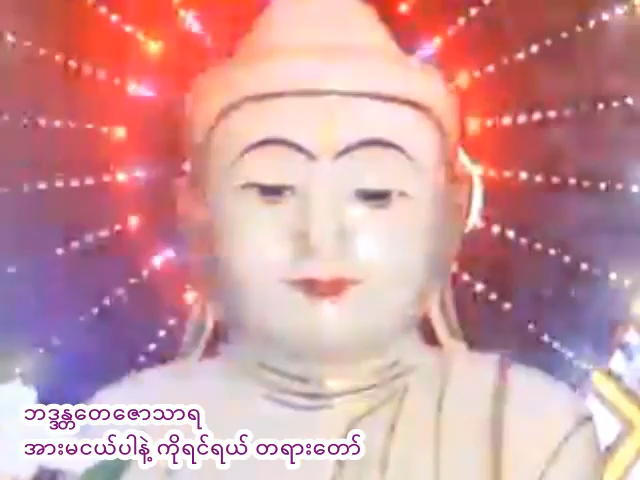 ဘဒ္ဒန္တတေဇောသာရ
အားမငယ်ပါနဲ့ ကိုရင်ရယ် တရားတော်